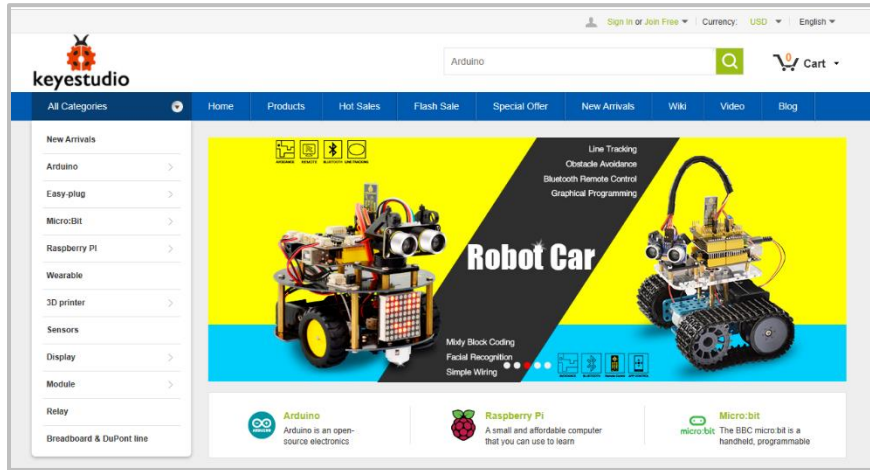 Sign in or Join Free Currency: USD English
keyestudio
Arduino
0 Cart
All Categories Home Products Hot Sales Flash Sale Special Offer New Arrivals Wiki Video Blog
New Arrivals
Arduino
Easy-plug
Micro:Bit
Raspberry PI
Wearable
3D printer
Sensors
Display
Module
Relay
Breadboard & DuPont line
Line Tracking
Obstacle Avoidance
Bluetooth Remote Control
Graphical Programming
Robot Car
Mixly Block Coding
Facial Recognition
Simple Wiring
Arduino
Arduino is an open-
source electronics
Raspberry Pi
A small and affordable computer
that you can use to learn
micro:bit
Micro:bit
The BBC micro:bit is a
handheld, programmable